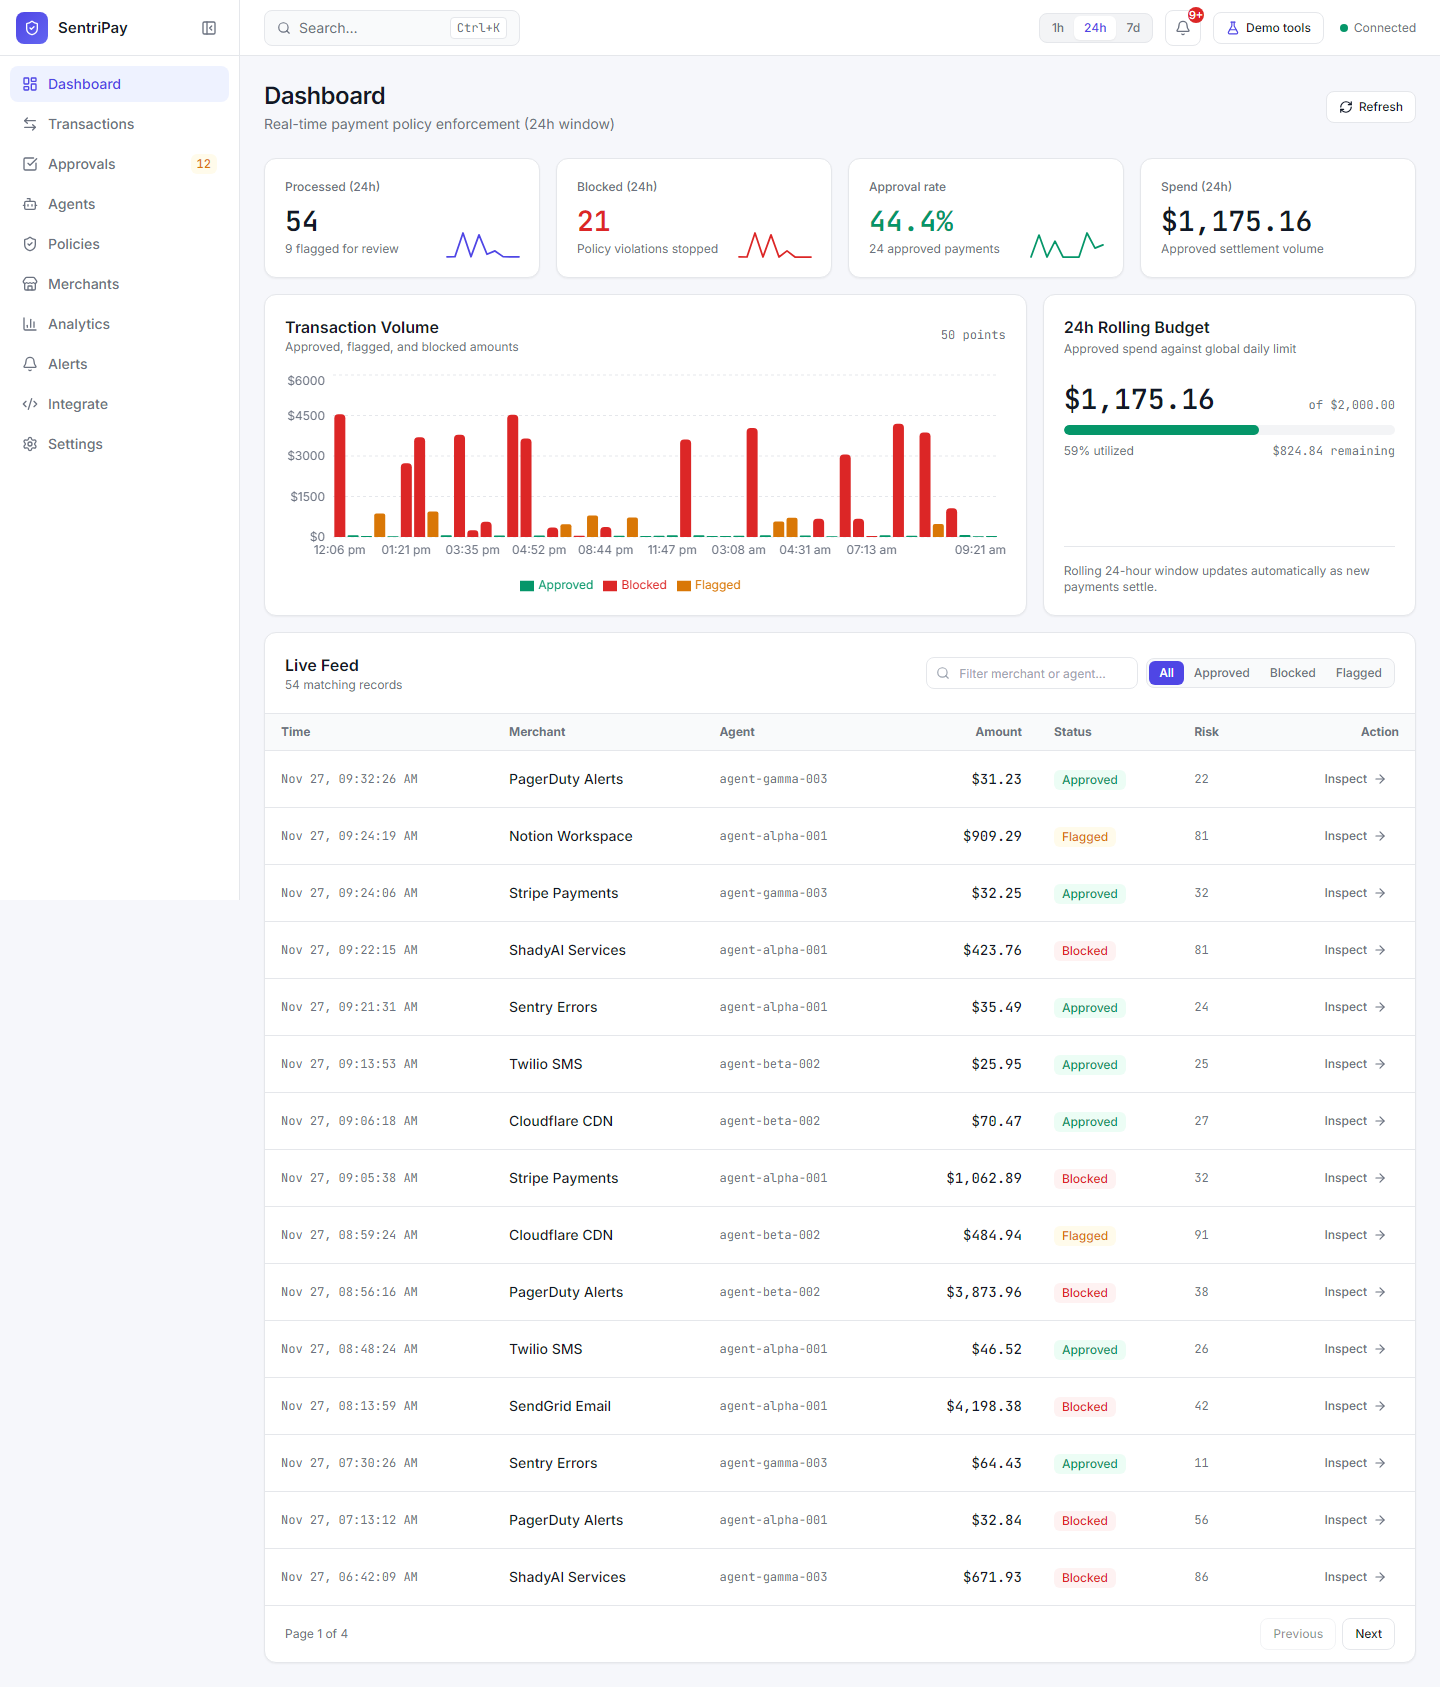 SentriPay
Search...
Ctrl+K
1h
24h
7d
9+
Demo tools
Connected
Dashboard
Transactions
Approvals
12
Agents
Policies
Merchants
Analytics
Alerts
Integrate
Settings
Dashboard
Real-time payment policy enforcement (24h window)
Refresh
Processed (24h)
54
9 flagged for review
Blocked (24h)
21
Policy violations stopped
Approval rate
44.4%
24 approved payments
Spend (24h)
$1,175.16
Approved settlement volume
Transaction Volume
Approved, flagged, and blocked amounts
50 points
$6000
$4500
$3000
$1500
$0
12:06 pm 01:21 pm 03:35 pm 04:52 pm 08:44 pm 11:47 pm 03:08 am 04:31 am 07:13 am 09:21 am
Approved Blocked Flagged
24h Rolling Budget
Approved spend against global daily limit
$1,175.16 of $2,000.00
59% utilized $824.84 remaining
Rolling 24-hour window updates automatically as new
payments settle.
Live Feed
54 matching records
Filter merchant or agent...
All Approved Blocked Flagged
Time Merchant Agent Amount Status Risk Action
Nov 27, 09:32:26 AM PagerDuty Alerts agent-gamma-003 $31.23 Approved 22 Inspect
Nov 27, 09:24:19 AM Notion Workspace agent-alpha-001 $909.29 Flagged 81 Inspect
Nov 27, 09:24:06 AM Stripe Payments agent-gamma-003 $32.25 Approved 32 Inspect
Nov 27, 09:22:15 AM ShadyAI Services agent-alpha-001 $423.76 Blocked 81 Inspect
Nov 27, 09:21:31 AM Sentry Errors agent-alpha-001 $35.49 Approved 24 Inspect
Nov 27, 09:13:53 AM Twilio SMS agent-beta-002 $25.95 Approved 25 Inspect
Nov 27, 09:06:18 AM Cloudflare CDN agent-beta-002 $70.47 Approved 27 Inspect
Nov 27, 09:05:38 AM Stripe Payments agent-alpha-001 $1,062.89 Blocked 32 Inspect
Nov 27, 08:59:24 AM Cloudflare CDN agent-beta-002 $484.94 Flagged 91 Inspect
Nov 27, 08:56:16 AM PagerDuty Alerts agent-beta-002 $3,873.96 Blocked 38 Inspect
Nov 27, 08:48:24 AM Twilio SMS agent-alpha-001 $46.52 Approved 26 Inspect
Nov 27, 08:13:59 AM SendGrid Email agent-alpha-001 $4,198.38 Blocked 42 Inspect
Nov 27, 07:30:26 AM Sentry Errors agent-gamma-003 $64.43 Approved 11 Inspect
Nov 27, 07:13:12 AM PagerDuty Alerts agent-alpha-001 $32.84 Blocked 56 Inspect
Nov 27, 06:42:09 AM ShadyAI Services agent-gamma-003 $671.93 Blocked 86 Inspect
Page 1 of 4
Previous
Next